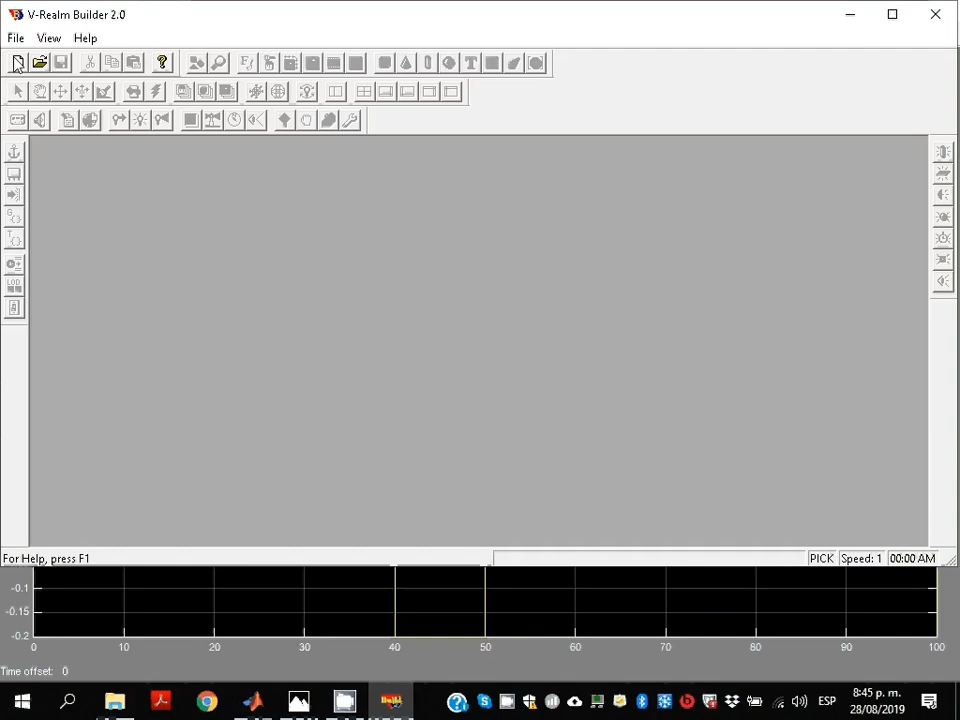 V-Realm Builder 2.0
File View Help
For Help, press F1
PICK Speed: 1 00:00 AM
-0.1
-0.15
-0.2
0 10 20 30 40 50 60 70 80 90 100
Time offset: 0
ESP
8:45 p. m.
28/08/2019